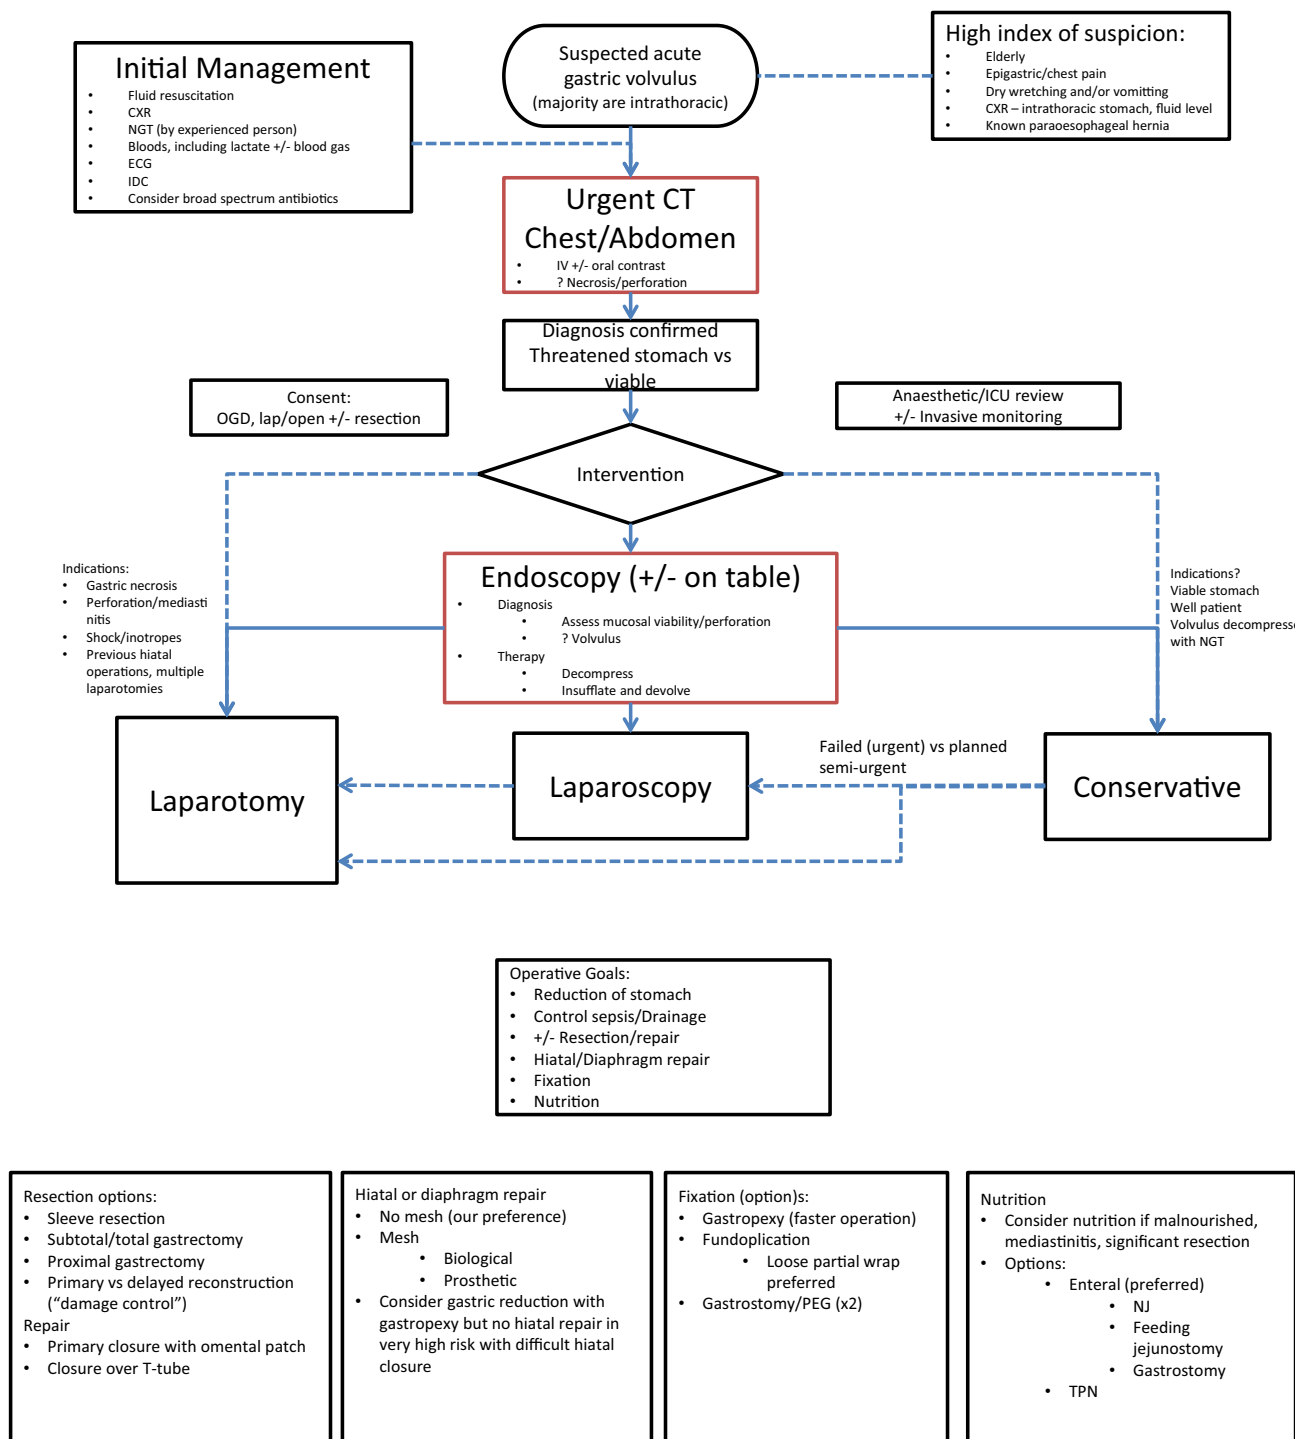 Initial Management
• Fluid resuscitation
• CXR
• NGT (by experienced person)
• Bloods, including lactate +/- blood gas
• ECG
• IDC
• Consider broad spectrum antibiotics
Suspected acute
gastric volvulus
(majority are intrathoracic)
High index of suspicion:
• Elderly
• Epigastric/chest pain
• Dry wretching and/or vomitting
• CXR – intrathoracic stomach, fluid level
• Known paraoesophageal hernia
Urgent CT
Chest/Abdomen
• IV +/- oral contrast
• ? Necrosis/perforation
Diagnosis confirmed
Threatened stomach vs
viable
Consent:
OGD, lap/open +/- resection
Anaesthetic/ICU review
+/- Invasive monitoring
Intervention
Indications:
• Gastric necrosis
• Perforation/mediasti
nitis
• Shock/inotropes
• Previous hiatal
operations, multiple
laparotomies
Endoscopy (+/- on table)
• Diagnosis
• Assess mucosal viability/perforation
• ? Volvulus
• Therapy
• Decompress
• Insufflate and devolve
Indications?
Viable stomach
Well patient
Volvulus decompresse
with NGT
Laparotomy
Laparoscopy
Failed (urgent) vs planned
semi-urgent
Conservative
Operative Goals:
• Reduction of stomach
• Control sepsis/Drainage
• +/- Resection/repair
• Hiatal/Diaphragm repair
• Fixation
• Nutrition
Resection options:
• Sleeve resection
• Subtotal/total gastrectomy
• Proximal gastrectomy
• Primary vs delayed reconstruction
(“damage control”)
Repair
• Primary closure with omental patch
• Closure over T-tube
Hiatal or diaphragm repair
• No mesh (our preference)
• Mesh
• Biological
• Prosthetic
• Consider gastric reduction with
gastropexy but no hiatal repair in
very high risk with difficult hiatal
closure
Fixation (option)s:
• Gastropexy (faster operation)
• Fundoplication
• Loose partial wrap
preferred
• Gastrostomy/PEG (x2)
Nutrition
• Consider nutrition if malnourished,
mediastinitis, significant resection
• Options:
• Enteral (preferred)
• NJ
• Feeding
jejunostomy
• Gastrostomy
• TPN